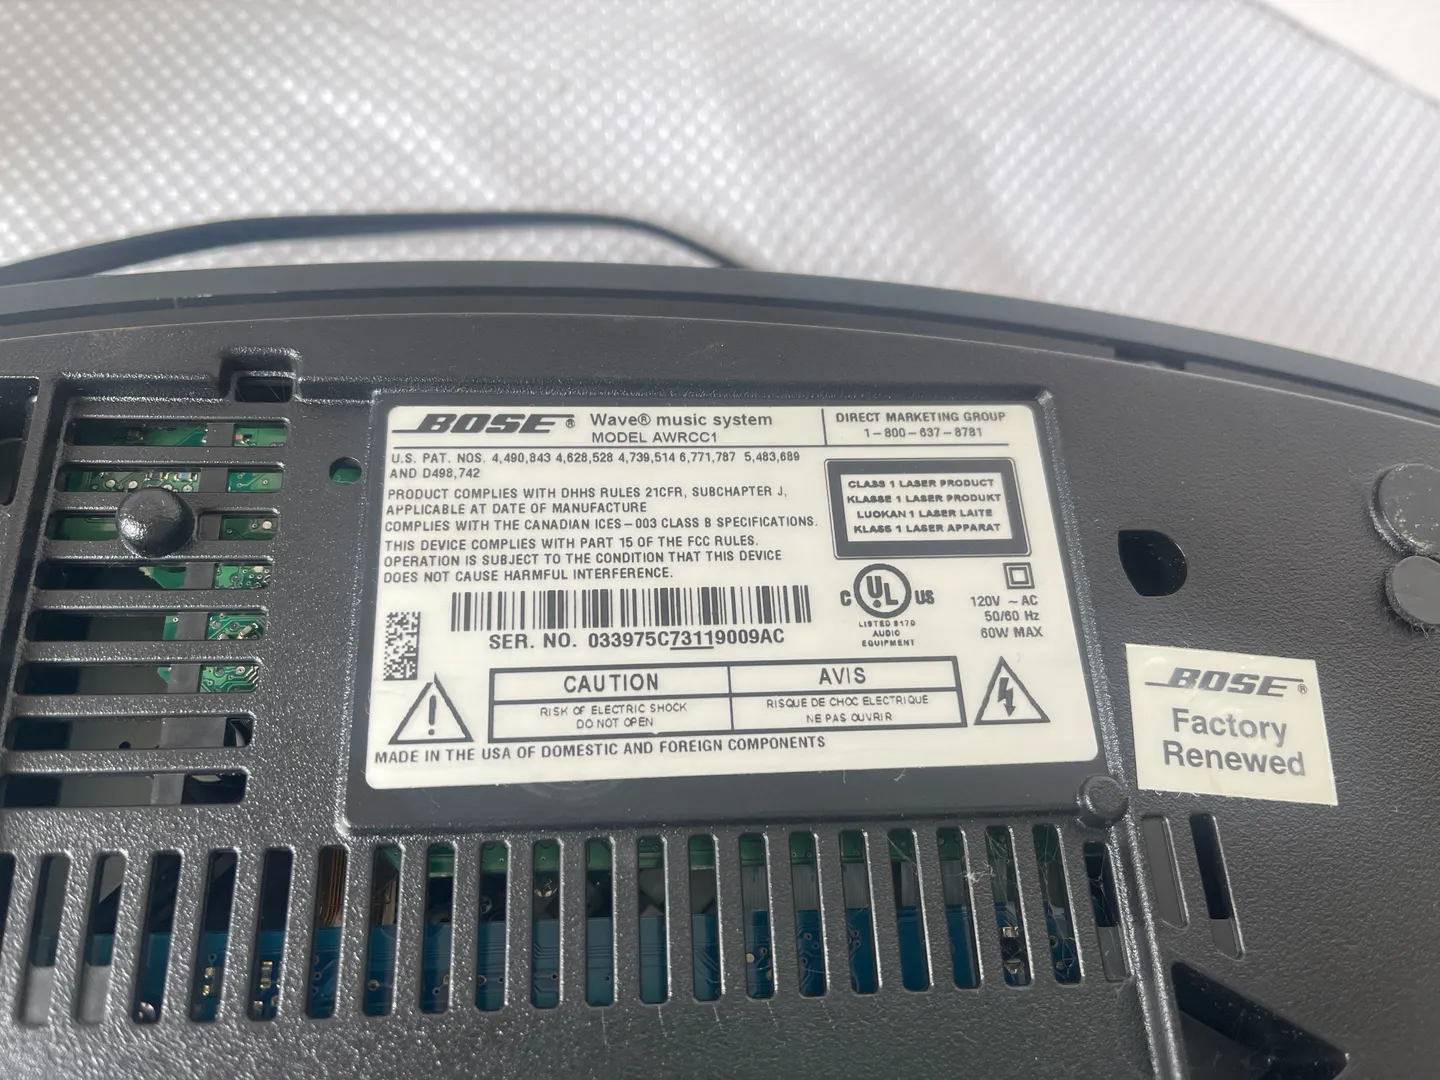 BOSE ® Wave® music system
MODEL AWRCC1
DIRECT MARKETING GROUP
1-800-637-8781
U.S. PAT. NOS. 4,490,843 4,628,528 4,739,514 6,771,787 5,483,689
AND D498,742
PRODUCT COMPLIES WITH DHHS RULES 21CFR, SUBCHAPTER J,
APPLICABLE AT DATE OF MANUFACTURE
COMPLIES WITH THE CANADIAN ICES-003 CLASS B SPECIFICATIONS.
THIS DEVICE COMPLIES WITH PART 15 OF THE FCC RULES.
OPERATION IS SUBJECT TO THE CONDITION THAT THIS DEVICE
DOES NOT CAUSE HARMFUL INTERFERENCE.
CLASS 1 LASER PRODUCT
KLASSE 1 LASER PRODUKT
LUOKAN 1 LASER LAITE
KLASS 1 LASER APPARAT
C UL US
LISTED 6179
AUDIO
EQUIPMENT
120V ~ AC
50/60 Hz
60W MAX
SER. NO. 033975C73119009AC
CAUTION
RISK OF ELECTRIC SHOCK
DO NOT OPEN
AVIS
RISQUE DE CHOC ELECTRIQUE
NE PAS OUVRIR
MADE IN THE USA OF DOMESTIC AND FOREIGN COMPONENTS
BOSE ®
Factory
Renewed